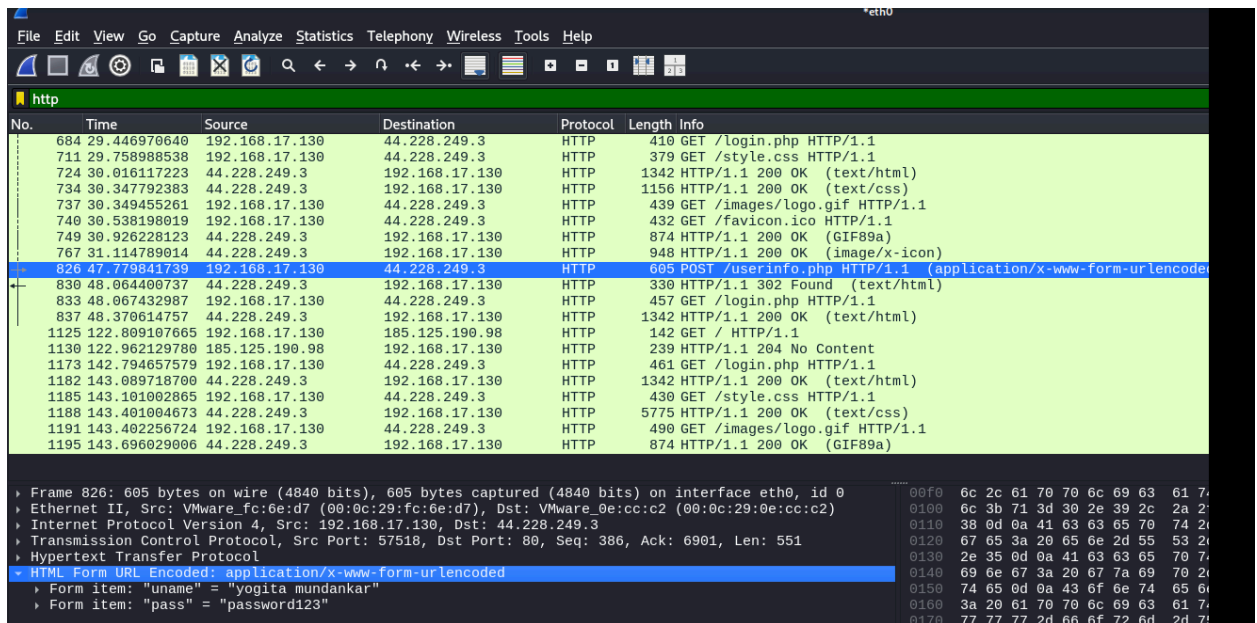 *eth0
File Edit View Go Capture Analyze Statistics Telephony Wireless Tools Help
http
No. Time Source Destination Protocol Length Info
684 29.446970640 192.168.17.130 44.228.249.3 HTTP 410 GET /login.php HTTP/1.1
711 29.758988538 192.168.17.130 44.228.249.3 HTTP 379 GET /style.css HTTP/1.1
724 30.016117223 44.228.249.3 192.168.17.130 HTTP 1342 HTTP/1.1 200 OK (text/html)
734 30.347792383 44.228.249.3 192.168.17.130 HTTP 1156 HTTP/1.1 200 OK (text/css)
737 30.349455261 192.168.17.130 44.228.249.3 HTTP 439 GET /images/logo.gif HTTP/1.1
740 30.538198019 192.168.17.130 44.228.249.3 HTTP 432 GET /favicon.ico HTTP/1.1
749 30.926228123 44.228.249.3 192.168.17.130 HTTP 874 HTTP/1.1 200 OK (GIF89a)
767 31.114789014 44.228.249.3 192.168.17.130 HTTP 948 HTTP/1.1 200 OK (image/x-icon)
826 47.779841739 192.168.17.130 44.228.249.3 HTTP 605 POST /userinfo.php HTTP/1.1 (application/x-www-form-urlencoded
830 48.064400737 44.228.249.3 192.168.17.130 HTTP 330 HTTP/1.1 302 Found (text/html)
833 48.067432987 192.168.17.130 44.228.249.3 HTTP 457 GET /login.php HTTP/1.1
837 48.370614757 44.228.249.3 192.168.17.130 HTTP 1342 HTTP/1.1 200 OK (text/html)
1125 122.809107665 192.168.17.130 185.125.190.98 HTTP 142 GET / HTTP/1.1
1130 122.962129780 185.125.190.98 192.168.17.130 HTTP 239 HTTP/1.1 204 No Content
1173 142.794657579 192.168.17.130 44.228.249.3 HTTP 461 GET /login.php HTTP/1.1
1182 143.089718700 44.228.249.3 192.168.17.130 HTTP 1342 HTTP/1.1 200 OK (text/html)
1185 143.101002865 192.168.17.130 44.228.249.3 HTTP 430 GET /style.css HTTP/1.1
1188 143.401004673 44.228.249.3 192.168.17.130 HTTP 5775 HTTP/1.1 200 OK (text/css)
1191 143.402256724 192.168.17.130 44.228.249.3 HTTP 490 GET /images/logo.gif HTTP/1.1
1195 143.696029006 44.228.249.3 192.168.17.130 HTTP 874 HTTP/1.1 200 OK (GIF89a)
Frame 826: 605 bytes on wire (4840 bits), 605 bytes captured (4840 bits) on interface eth0, id 0
Ethernet II, Src: VMware_fc:6e:d7 (00:0c:29:fc:6e:d7), Dst: VMware_0e:cc:c2 (00:0c:29:0e:cc:c2)
Internet Protocol Version 4, Src: 192.168.17.130, Dst: 44.228.249.3
Transmission Control Protocol, Src Port: 57518, Dst Port: 80, Seq: 386, Ack: 6901, Len: 551
Hypertext Transfer Protocol
HTML Form URL Encoded: application/x-www-form-urlencoded
Form item: "uname" = "yogita mundankar"
Form item: "pass" = "password123"
00f0 6c 2c 61 70 70 6c 69 63 61
0100 6c 3b 71 3d 30 2e 39 2c 2a
0110 38 0d 0a 41 63 63 65 70 74
0120 67 65 3a 20 65 6e 2d 55 53
0130 2e 35 0d 0a 41 63 63 65 70
0140 69 6e 67 3a 20 67 7a 69 70
0150 74 65 0d 0a 43 6f 6e 74 65
0160 3a 20 61 70 70 6c 69 63 61
0170 77 77 77 2d 66 6f 72 6d 2d